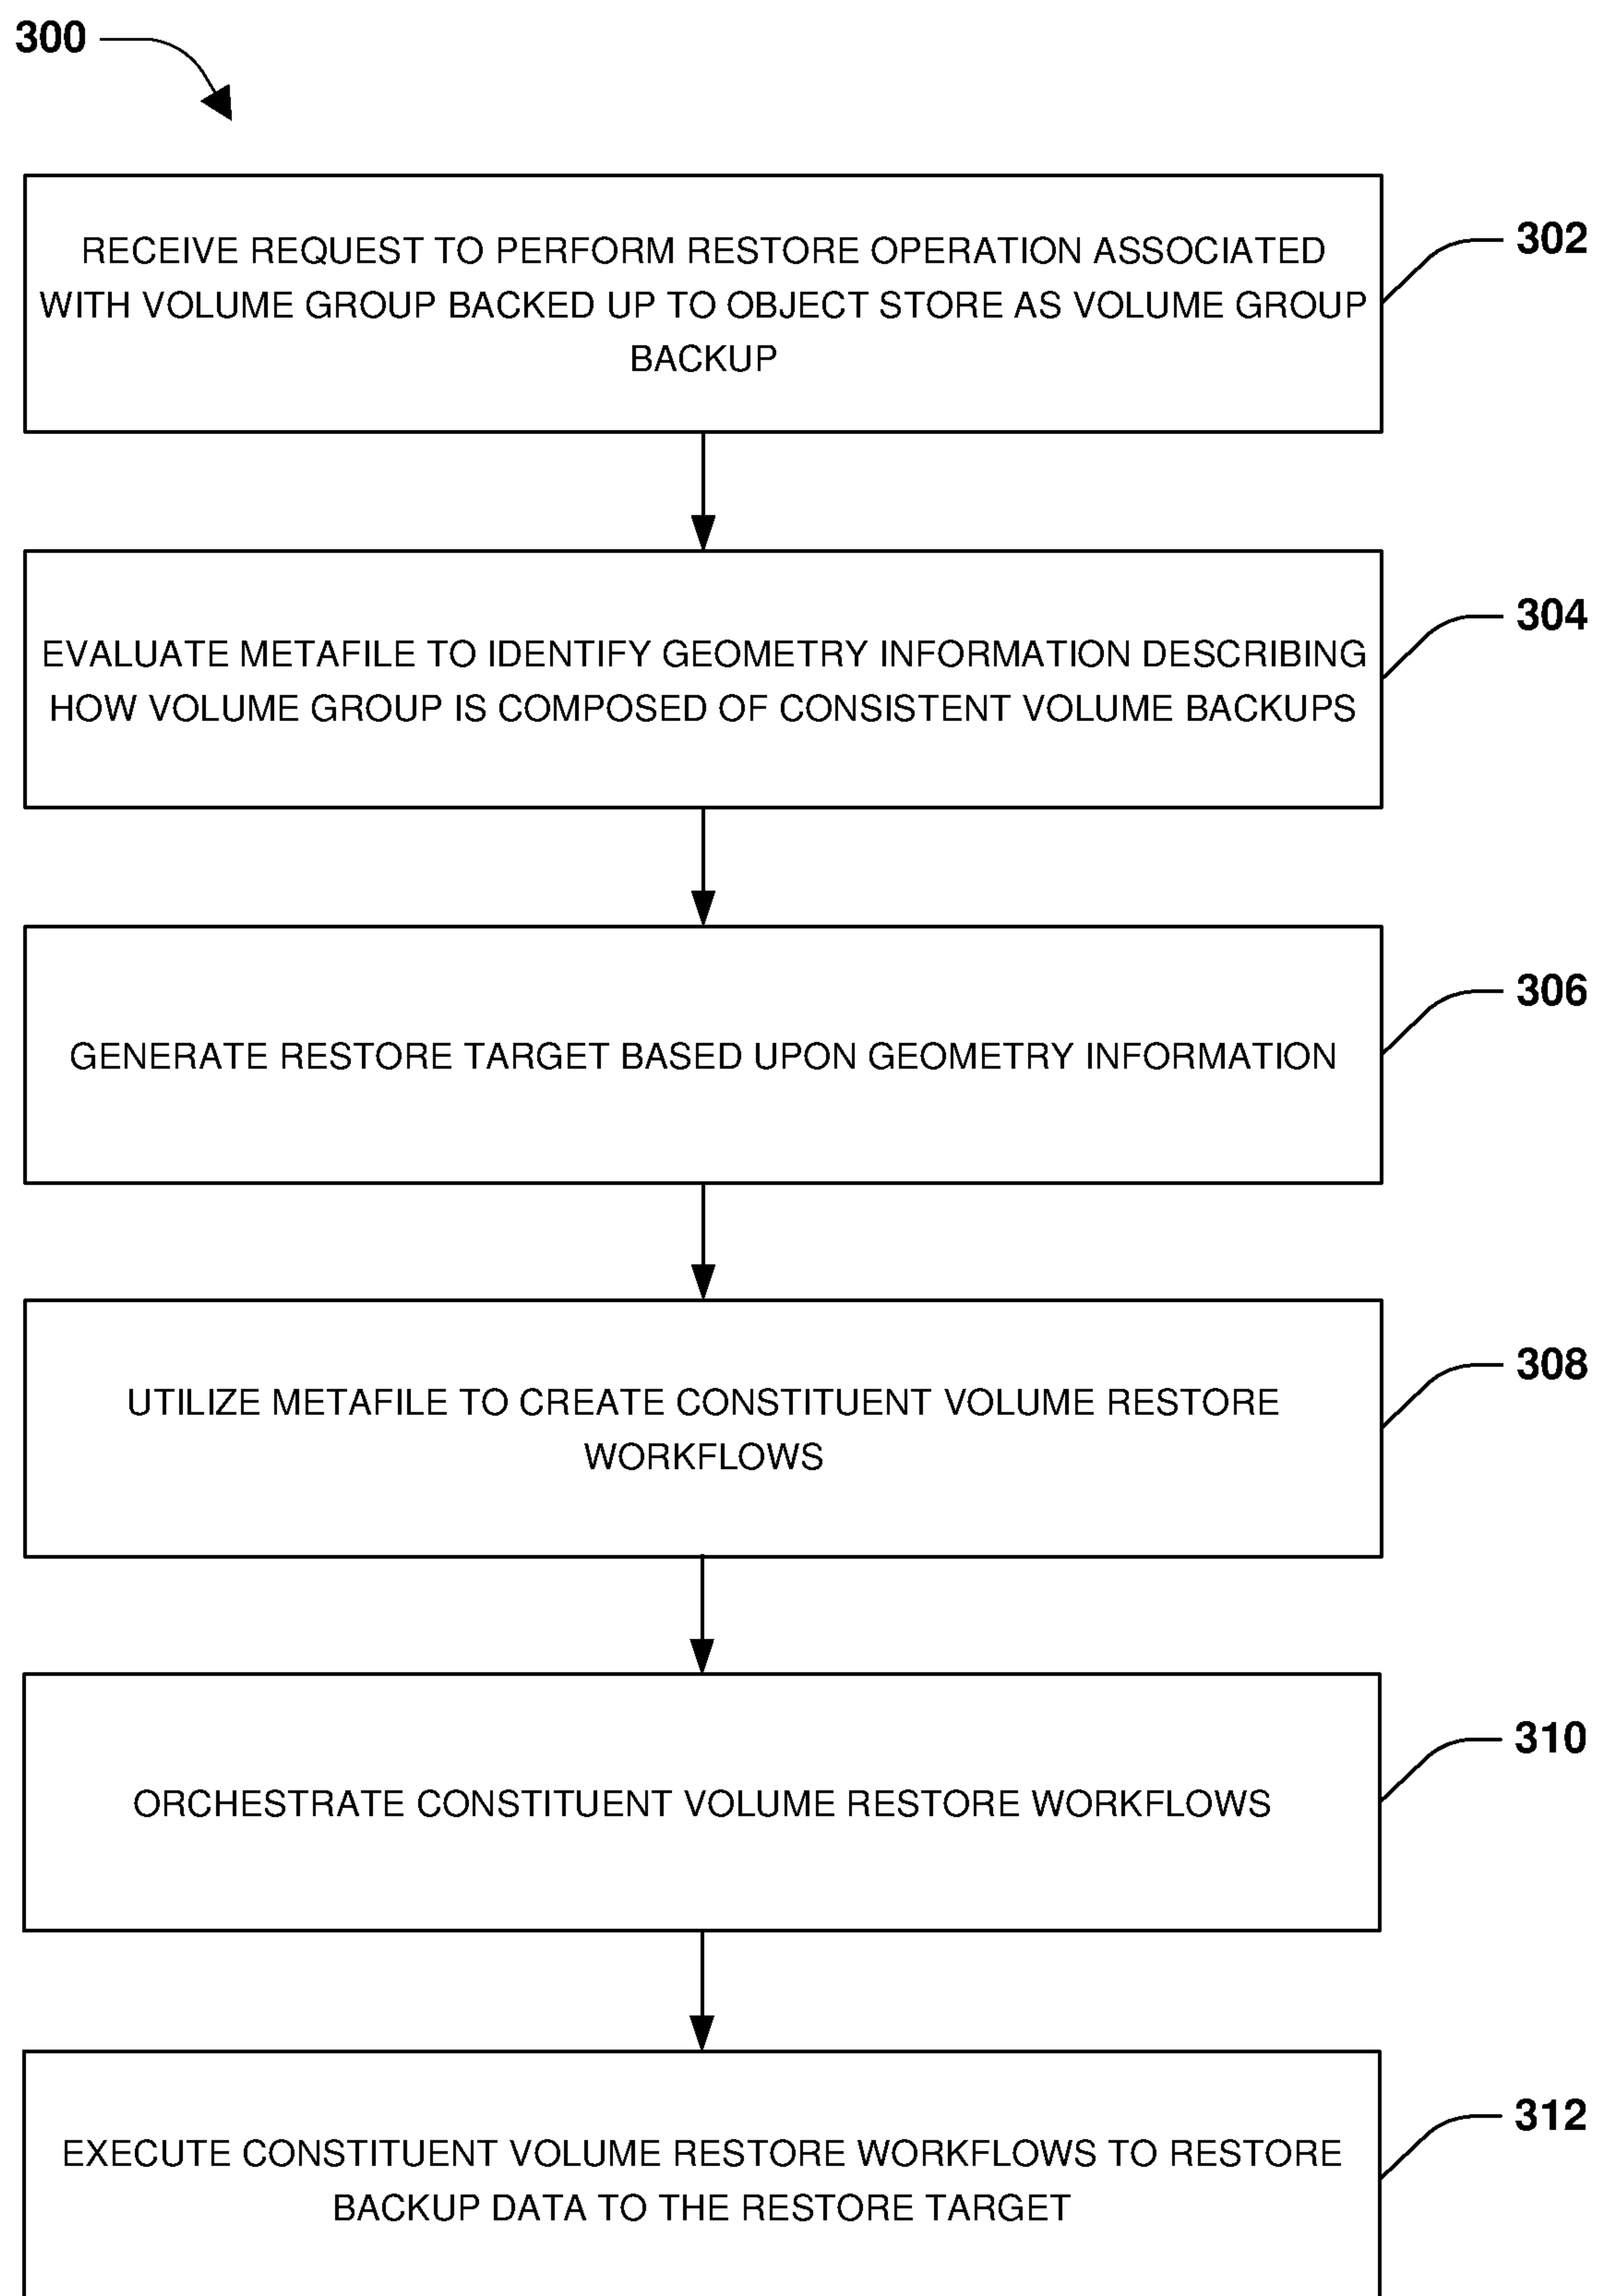 300
RECEIVE REQUEST TO PERFORM RESTORE OPERATION ASSOCIATED
WITH VOLUME GROUP BACKED UP TO OBJECT STORE AS VOLUME GROUP
BACKUP
302
EVALUATE METAFILE TO IDENTIFY GEOMETRY INFORMATION DESCRIBING
HOW VOLUME GROUP IS COMPOSED OF CONSISTENT VOLUME BACKUPS
304
GENERATE RESTORE TARGET BASED UPON GEOMETRY INFORMATION
306
UTILIZE METAFILE TO CREATE CONSTITUENT VOLUME RESTORE
WORKFLOWS
308
ORCHESTRATE CONSTITUENT VOLUME RESTORE WORKFLOWS
310
EXECUTE CONSTITUENT VOLUME RESTORE WORKFLOWS TO RESTORE
BACKUP DATA TO THE RESTORE TARGET
312